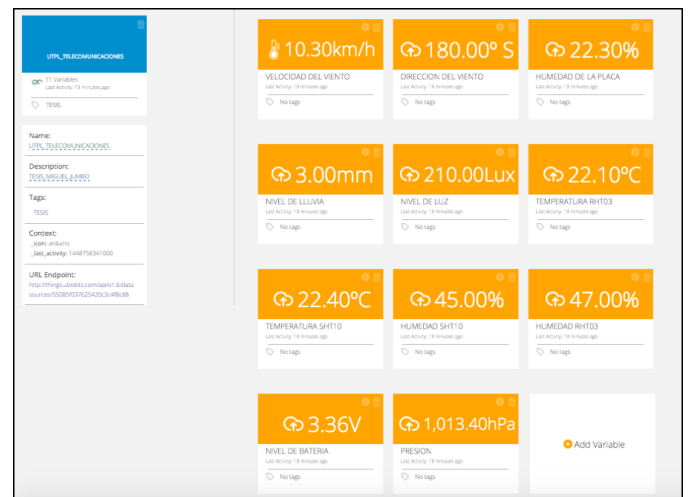 UTPL_TELECOMUNICACIONES
11 Variables
Last Activity: 13 minutes ago
TESIS
Name:
UTPL_TELECOMUNICACIONES
Description:
TESIS_MIGUEL_JUMBO
Tags:
TESIS
Context:
_icon: arduino
_last_activity: 1448758341000
URL Endpoint:
10.30km/h
VELOCIDAD DEL VIENTO
Last Activity: 13 minutes ago
No tags
180.00º S
DIRECCION DEL VIENTO
Last Activity: 13 minutes ago
No tags
22.30%
HUMEDAD DE LA PLACA
Last Activity: 13 minutes ago
No tags
3.00mm
NIVEL DE LLUVIA
Last Activity: 13 minutes ago
No tags
210.00Lux
NIVEL DE LUZ
Last Activity: 13 minutes ago
No tags
22.10ºC
TEMPERATURA RHT03
Last Activity: 13 minutes ago
No tags
22.40ºC
TEMPERATURA SHT10
Last Activity: 13 minutes ago
No tags
45.00%
HUMEDAD SHT10
Last Activity: 13 minutes ago
No tags
47.00%
HUMEDAD RHT03
Last Activity: 13 minutes ago
No tags
3.36V
NIVEL DE BATERIA
Last Activity: 13 minutes ago
No tags
1,013.40hPa
PRESION
Last Activity: 13 minutes ago
No tags
Add Variable